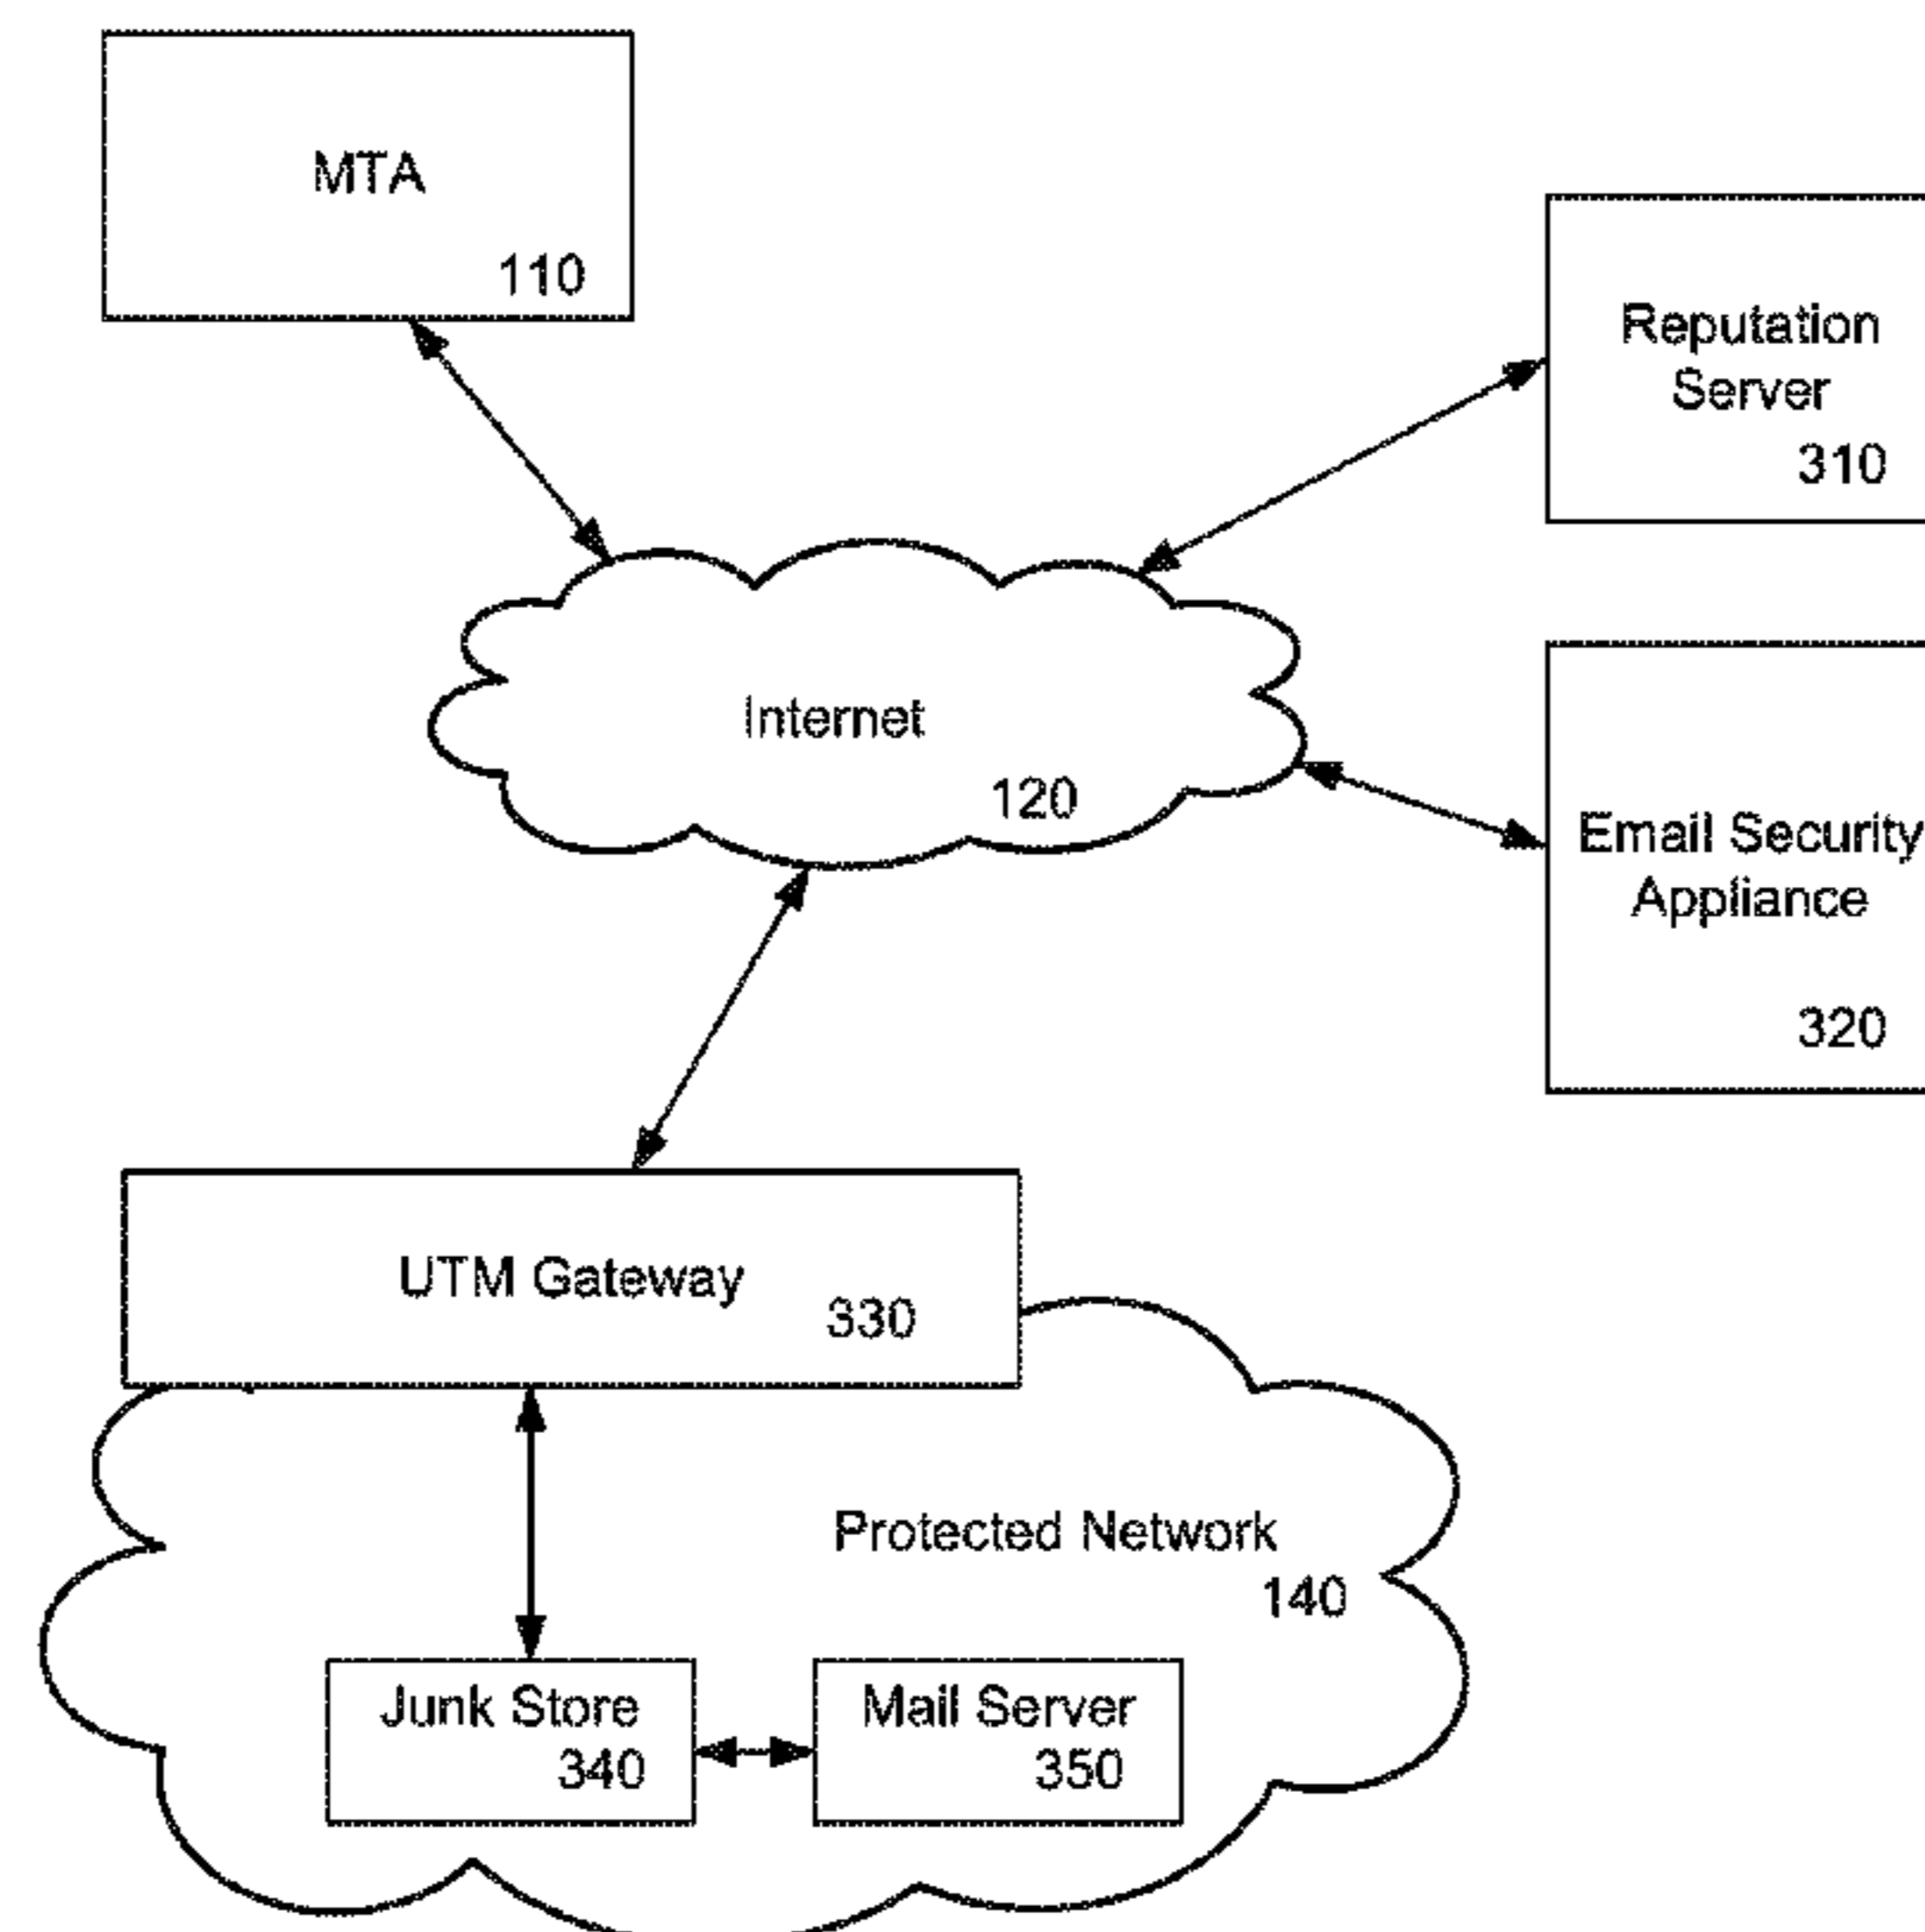 MTA
110
Reputation
Server
310
Internet
120
Email Security
Appliance
320
UTM Gateway
330
Protected Network
140
Junk Store
340
Mail Server
350